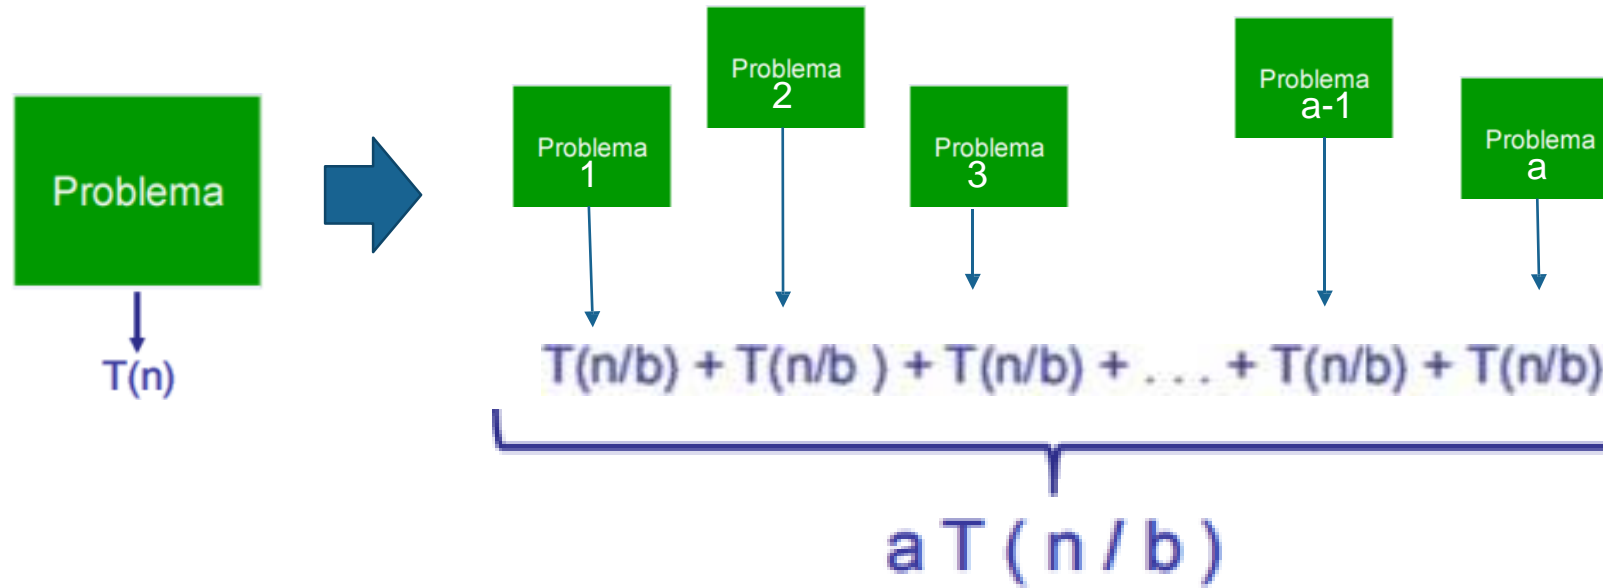 Problema
T(n)
Problema
1
Problema
2
Problema
3
Problema
a-1
Problema
a
T(n/b) + T(n/b ) + T(n/b) + . . . + T(n/b) + T(n/b)
a T ( n / b )